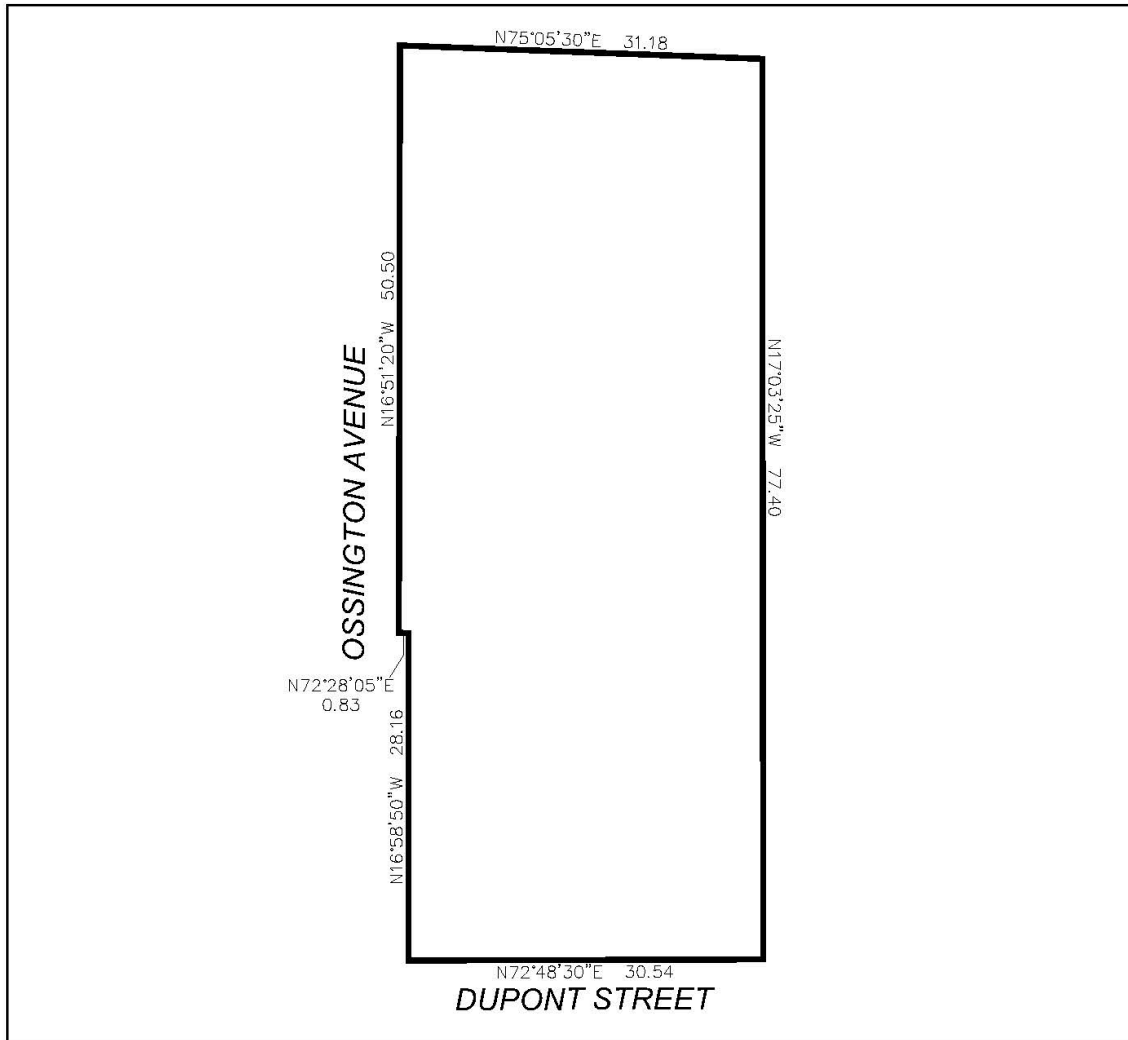 N75°05'30"E 31.18
N16°51'20"W 50.50
OSSINGTON AVENUE
N17°03'25"W 77.40
N72°28'05"E
0.83
N16°58'50"W 28.16
N72°48'30"E 30.54
DUPONT STREET